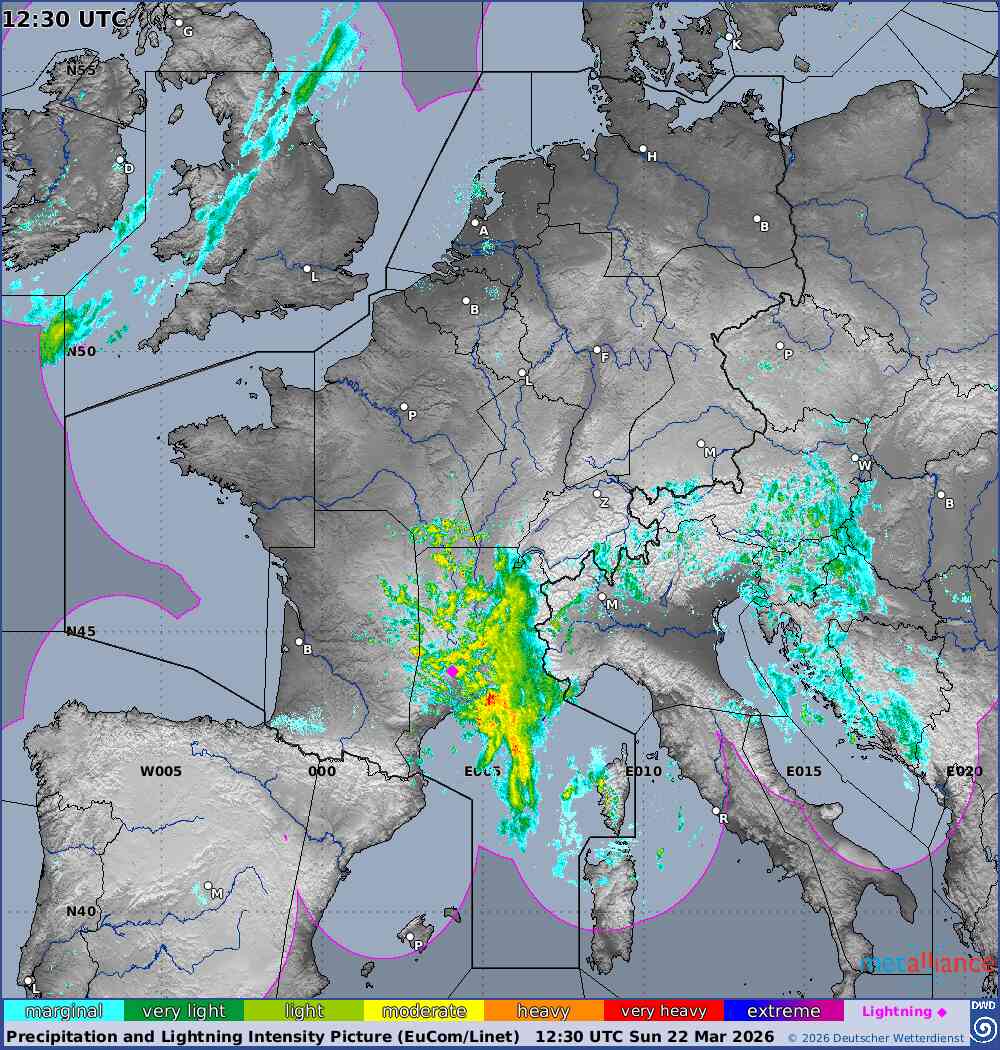 12:30 UTC
G
K
N55
D
H
A
B
L
B
N50
F
P
L
P
M
W
Z
B
M
N45
B
W005
000
E005
E010
E015
E020
R
M
N40
P
L
metalliance
marginal very light light moderate heavy very heavy extreme Lightning
DWD
Precipitation and Lightning Intensity Picture (EuCom/Linet) 12:30 UTC Sun 22 Mar 2026 © 2026 Deutscher Wetterdienst